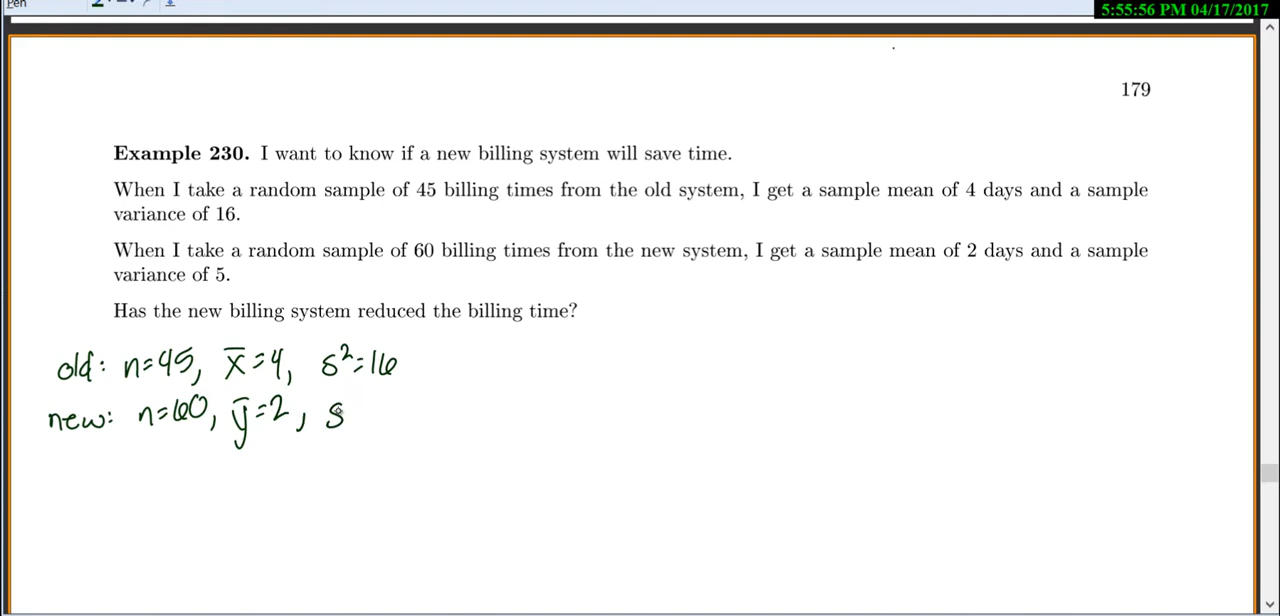 Pen
5:55:56 PM 04/17/2017
179
Example 230. I want to know if a new billing system will save time.
When I take a random sample of 45 billing times from the old system, I get a sample mean of 4 days and a sample
variance of 16.
When I take a random sample of 60 billing times from the new system, I get a sample mean of 2 days and a sample
variance of 5.
Has the new billing system reduced the billing time?
old: n=45, x̅=4, s²=16
new: n=60, y̅=2, s